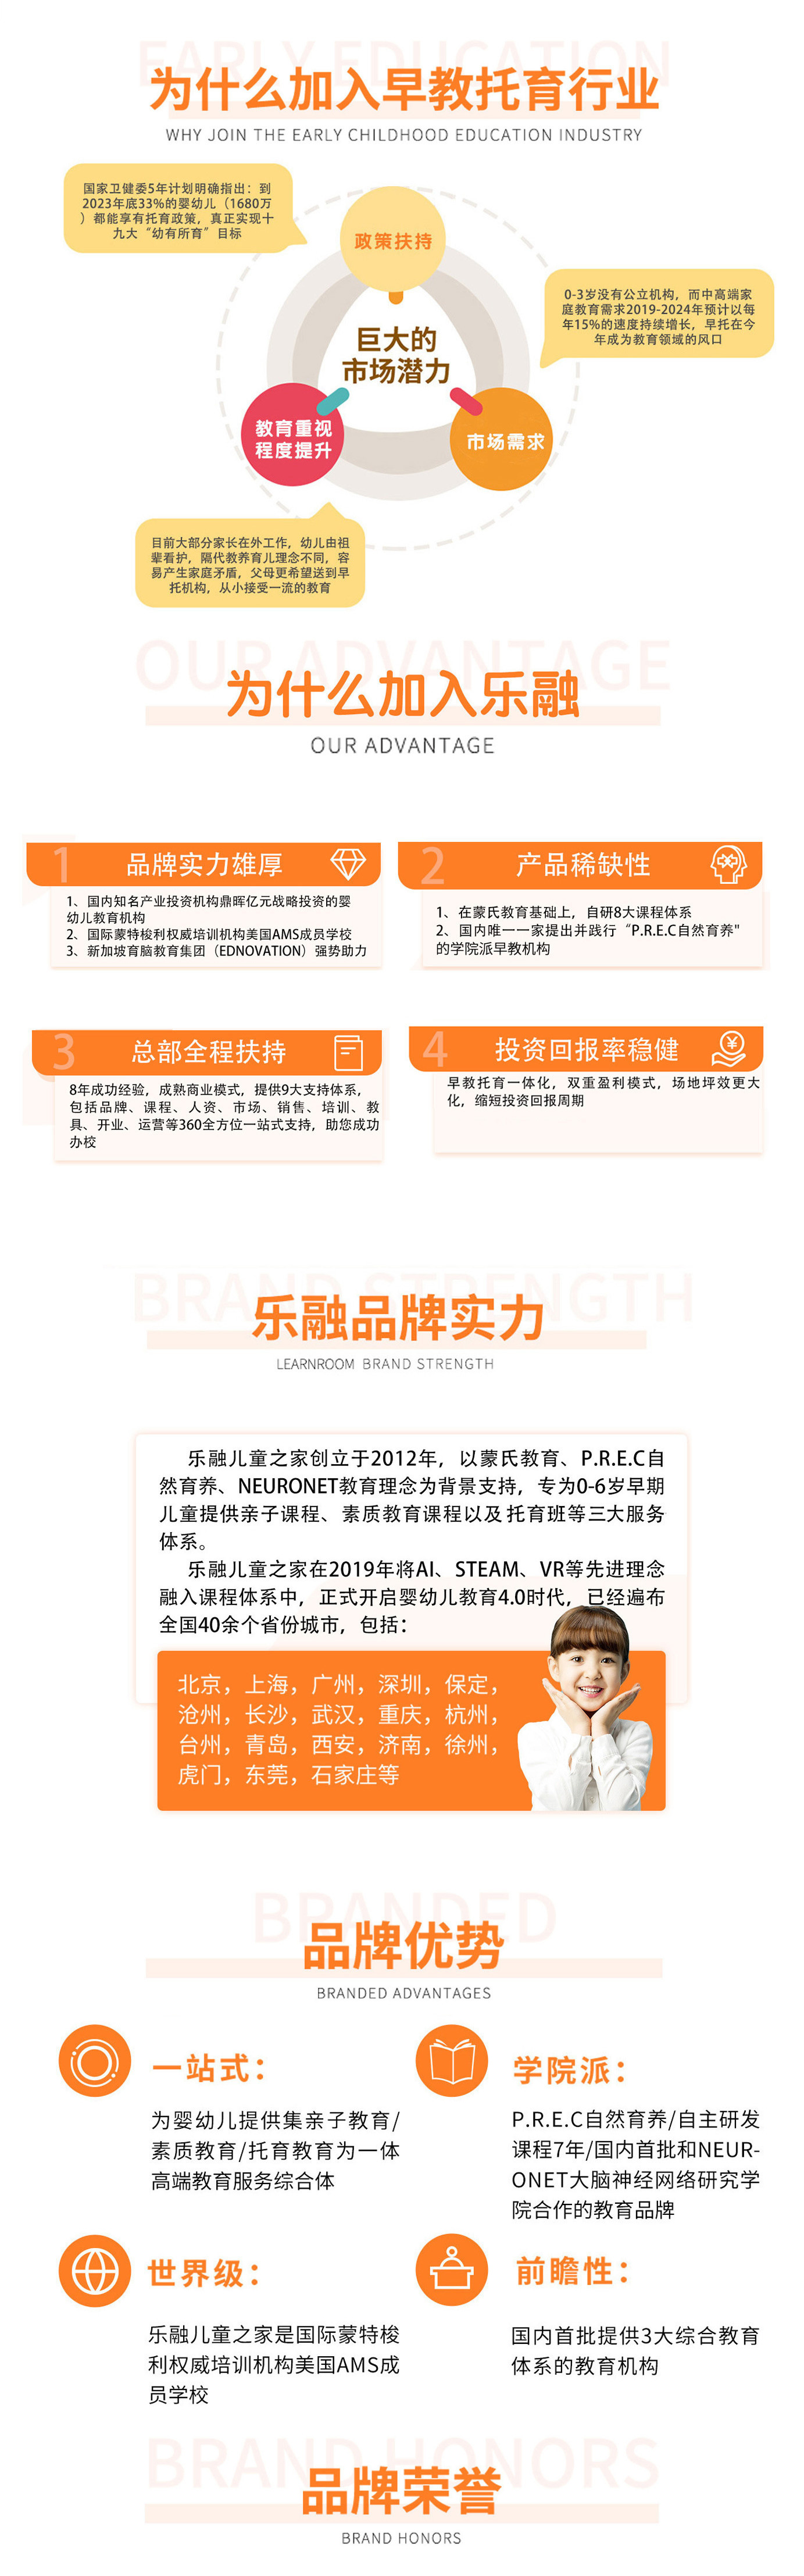 EARLY EDUCATION
为什么加入早教托育行业
WHY JOIN THE EARLY CHILDHOOD EDUCATION INDUSTRY
国家卫健委5年计划明确指出：到
2023年底33%的婴幼儿（1680万
）都能享有托育政策，真正实现十
九大“幼有所育”目标
政策扶持
0-3岁没有公立机构，而中高端家
庭教育需求2019-2024年预计以每
年15%的速度持续增长，早托在今
年成为教育领域的风口
巨大的
市场潜力
教育重视
程度提升
市场需求
目前大部分家长在外工作，幼儿由祖
辈看护，隔代教养育儿理念不同，容
易产生家庭矛盾，父母更希望送到早
托机构，从小接受一流的教育
OUR ADVANTAGE
为什么加入乐融
OUR ADVANTAGE
1 品牌实力雄厚
1、国内知名产业投资机构鼎晖亿元战略投资的婴
幼儿教育机构
2、国际蒙特梭利权威培训机构美国AMS成员学校
3、新加坡育脑教育集团（EDNOVATION）强势助力
2 产品稀缺性
1、在蒙氏教育基础上，自研8大课程体系
2、国内唯一一家提出并践行“P.R.E.C自然育养"
的学院派早教机构
3 总部全程扶持
8年成功经验，成熟商业模式，提供9大支持体系，
包括品牌、课程、人资、市场、销售、培训、教
具、开业、运营等360全方位一站式支持，助您成功
办校
4 投资回报率稳健
早教托育一体化，双重盈利模式，场地坪效更大
化，缩短投资回报周期
BRAND STRENGTH
乐融品牌实力
LEARNROOM BRAND STRENGTH
乐融儿童之家创立于2012年，以蒙氏教育、P.R.E.C自
然育养、NEURONET教育理念为背景支持，专为0-6岁早期
儿童提供亲子课程、素质教育课程以及托育班等三大服务
体系。
乐融儿童之家在2019年将AI、STEAM、VR等先进理念
融入课程体系中，正式开启婴幼儿教育4.0时代，已经遍布
全国40余个省份城市，包括：
北京，上海，广州，深圳，保定，
沧州，长沙，武汉，重庆，杭州，
台州，青岛，西安，济南，徐州，
虎门，东莞，石家庄等
BRANDED
品牌优势
BRANDED ADVANTAGES
一站式：
为婴幼儿提供集亲子教育/
素质教育/托育教育为一体
高端教育服务综合体
学院派：
P.R.E.C自然育养/自主研发
课程7年/国内首批和NEUR-
ONET大脑神经网络研究学
院合作的教育品牌
世界级：
乐融儿童之家是国际蒙特梭
利权威培训机构美国AMS成
员学校
前瞻性：
国内首批提供3大综合教育
体系的教育机构
BRAND HONORS
品牌荣誉
BRAND HONORS